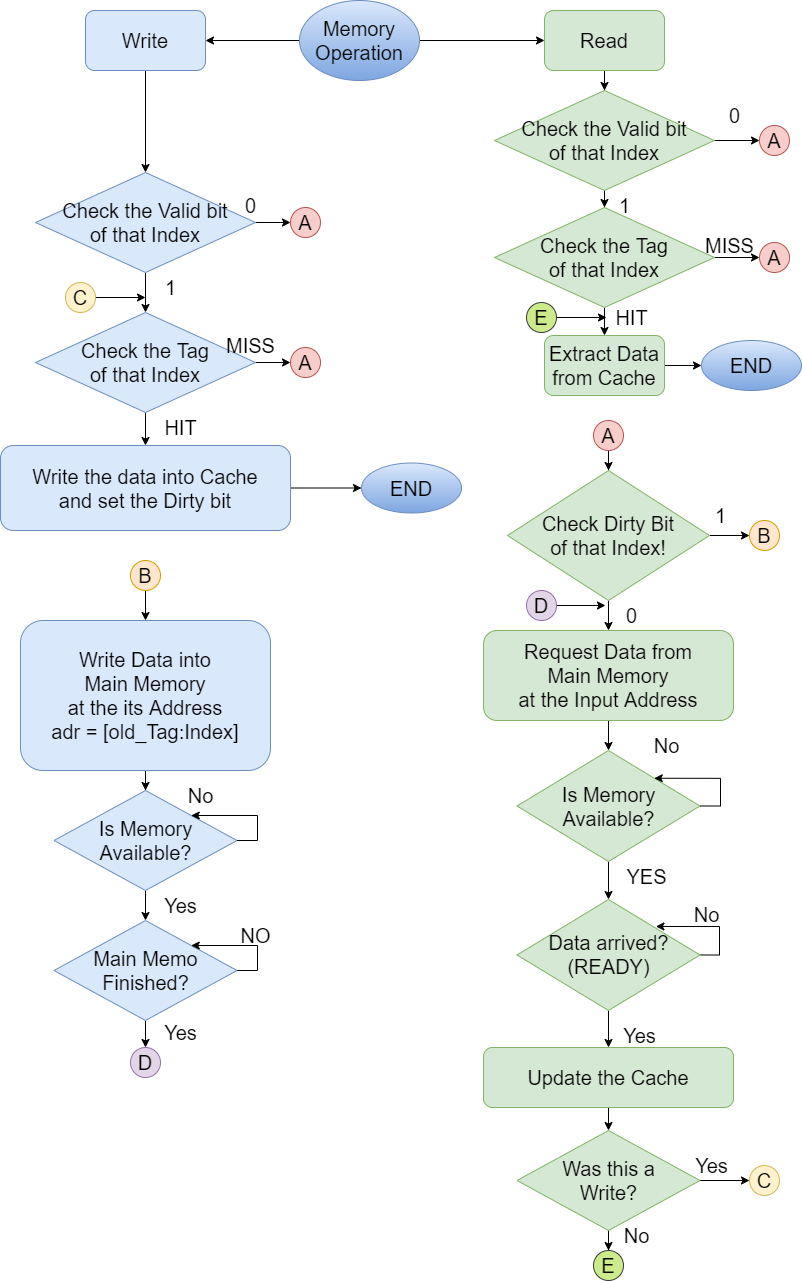 Memory
Operation
Write
Read
Check the Valid bit
of that Index
0
A
1
Check the Tag
of that Index
MISS
A
E
HIT
Extract Data
from Cache
END
Check the Valid bit
of that Index
0
A
C
1
Check the Tag
of that Index
MISS
A
HIT
Write the data into Cache
and set the Dirty bit
END
A
Check Dirty Bit
of that Index!
1
B
D
0
Request Data from
Main Memory
at the Input Address
No
Is Memory
Available?
YES
No
Data arrived?
(READY)
Yes
Update the Cache
Was this a
Write?
Yes
C
No
E
B
Write Data into
Main Memory
at the its Address
adr = [old_Tag:Index]
No
Is Memory
Available?
Yes
NO
Main Memo
Finished?
Yes
D